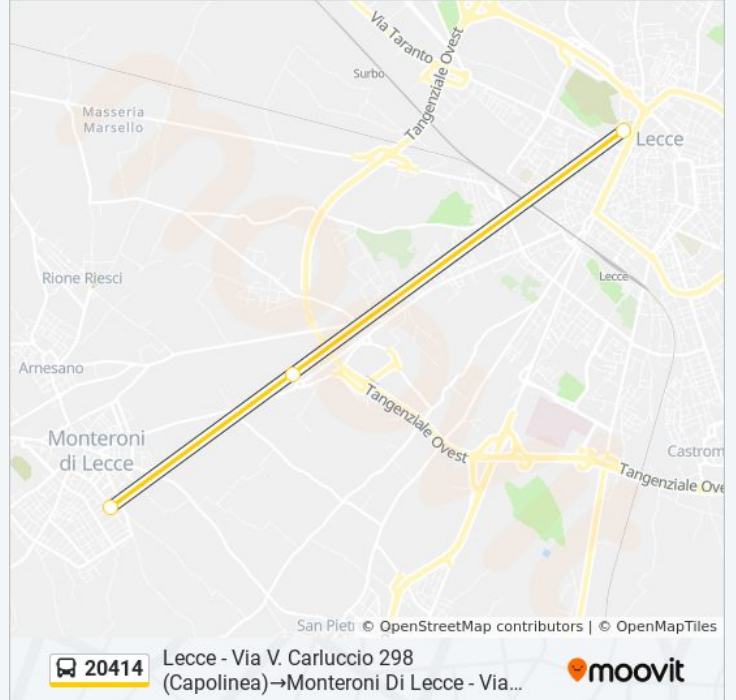 Via Taranto
Tangenziale Ovest
Surbo
Masseria
Marsello
Lecce
Rione Riesci
Lecce
Arnesano
Tangenziale Ovest
Monteroni
di Lecce
Castrom
Tangenziale Ove
San Pieti
© OpenStreetMap contributors | © OpenMapTiles
20414
Lecce - Via V. Carluccio 298
(Capolinea)→Monteroni Di Lecce - Via…
moovit